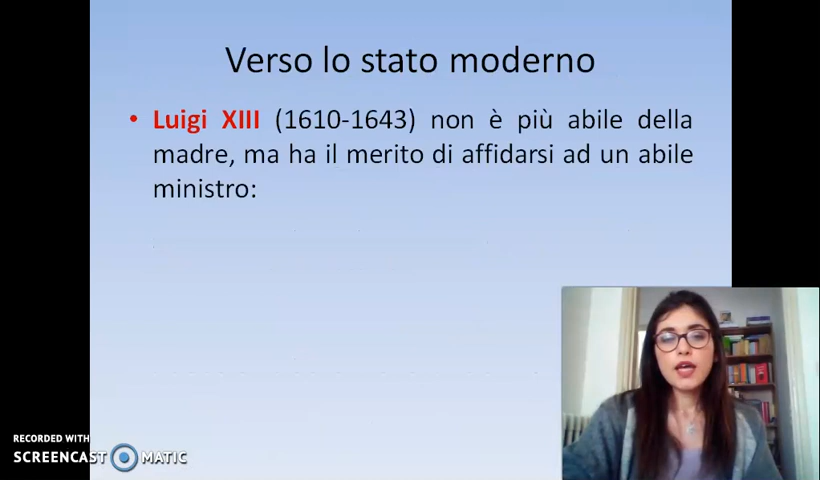 Verso lo stato moderno
• Luigi XIII (1610-1643) non è più abile della
madre, ma ha il merito di affidarsi ad un abile
ministro:
RECORDED WITH
SCREENCAST MATIC